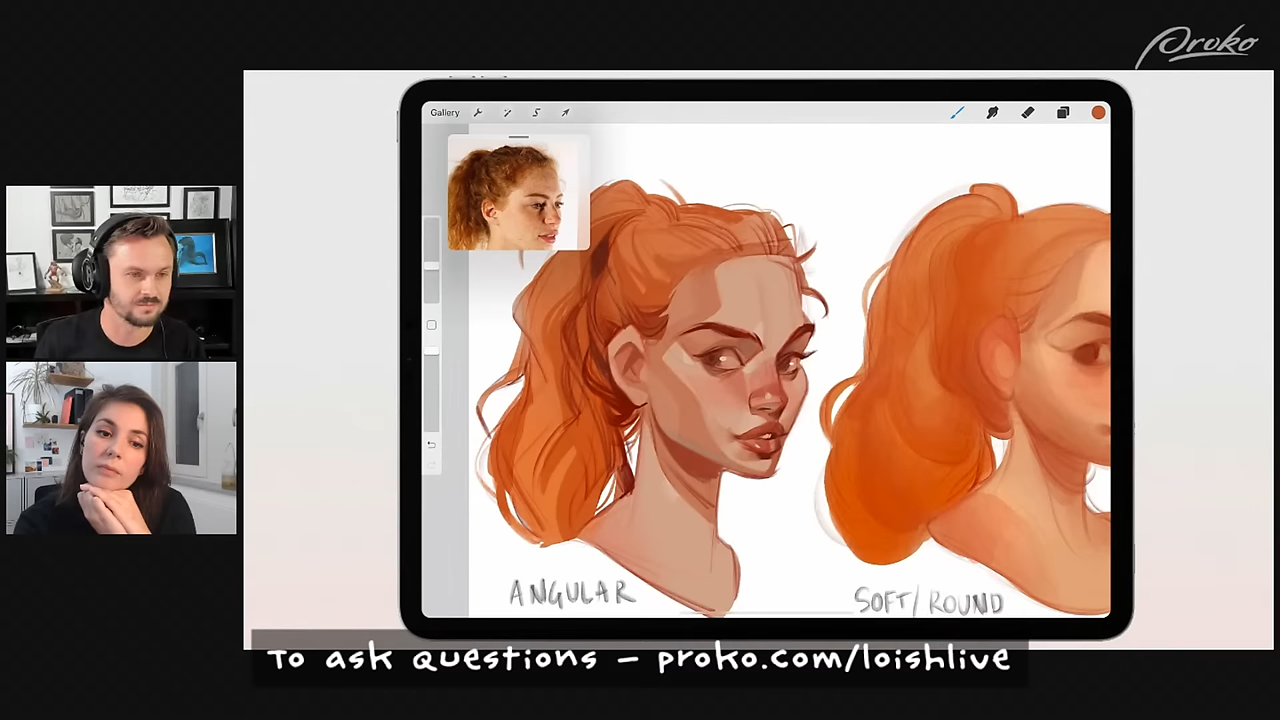 Proko
Gallery
ANGULAR
SOFT/ROUND
To ask questions – proko.com/loishlive